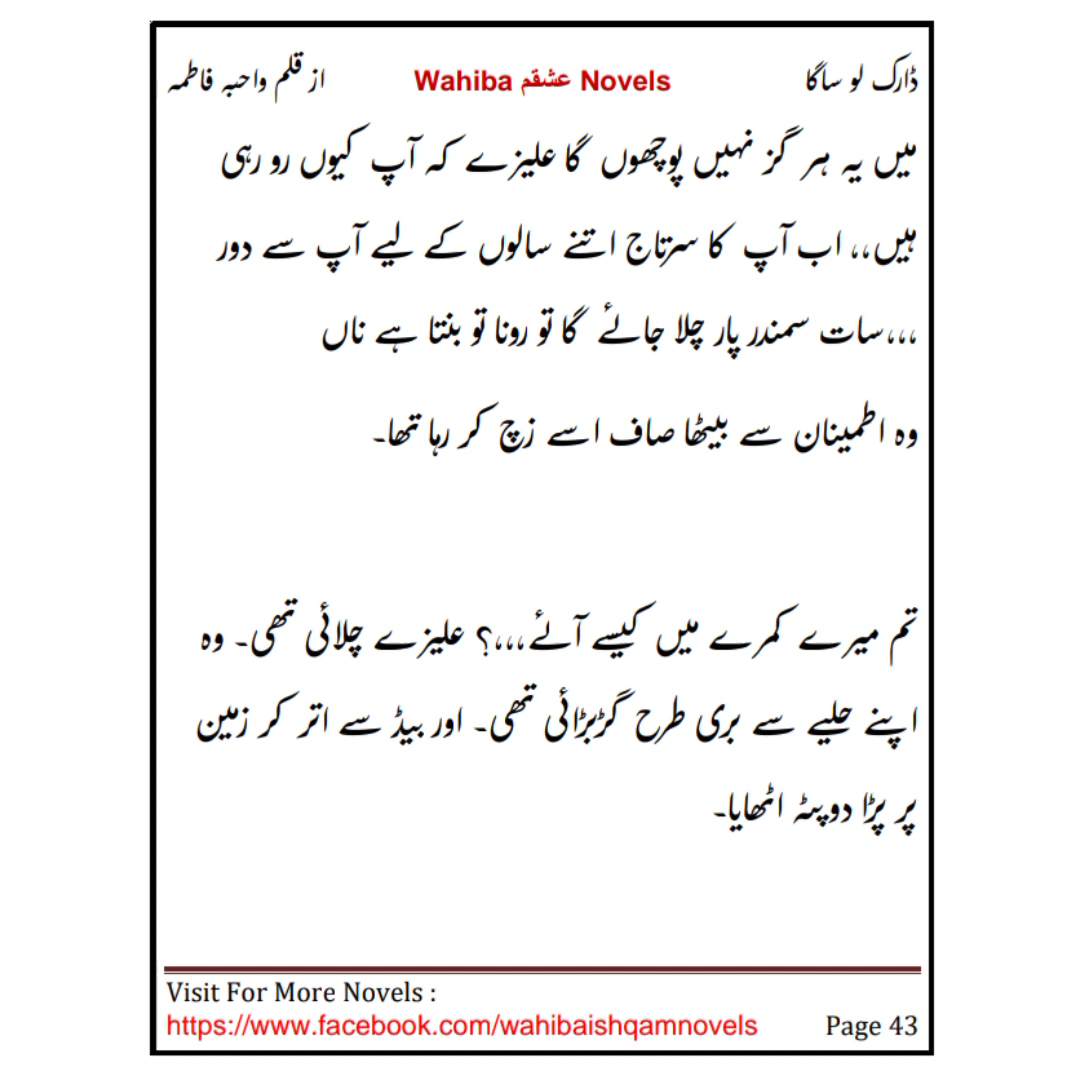 ڈارک لو ساگا Wahiba عشقم Novels از قلم واحبہ فاطمہ
میں یہ ہر گز نہیں پوچھوں گا علیزے کہ آپ کیوں رو رہی
ہیں،، اب آپ کا سرتاج اتنے سالوں کے لیے آپ سے دور
،،،سات سمندر پار چلا جائے گا تو رونا تو بنتا ہے ناں
وہ اطمینان سے بیٹھا صاف اسے زچ کر رہا تھا۔
تم میرے کمرے میں کیسے آئے،،،؟ علیزے چلائی تھی۔ وہ
اپنے حلیے سے بری طرح گڑبڑائی تھی۔ اور بیڈ سے اتر کر زمین
پر پڑا دوپٹہ اٹھایا۔
Visit For More Novels :
https://www.facebook.com/wahibaishqamnovels Page 43